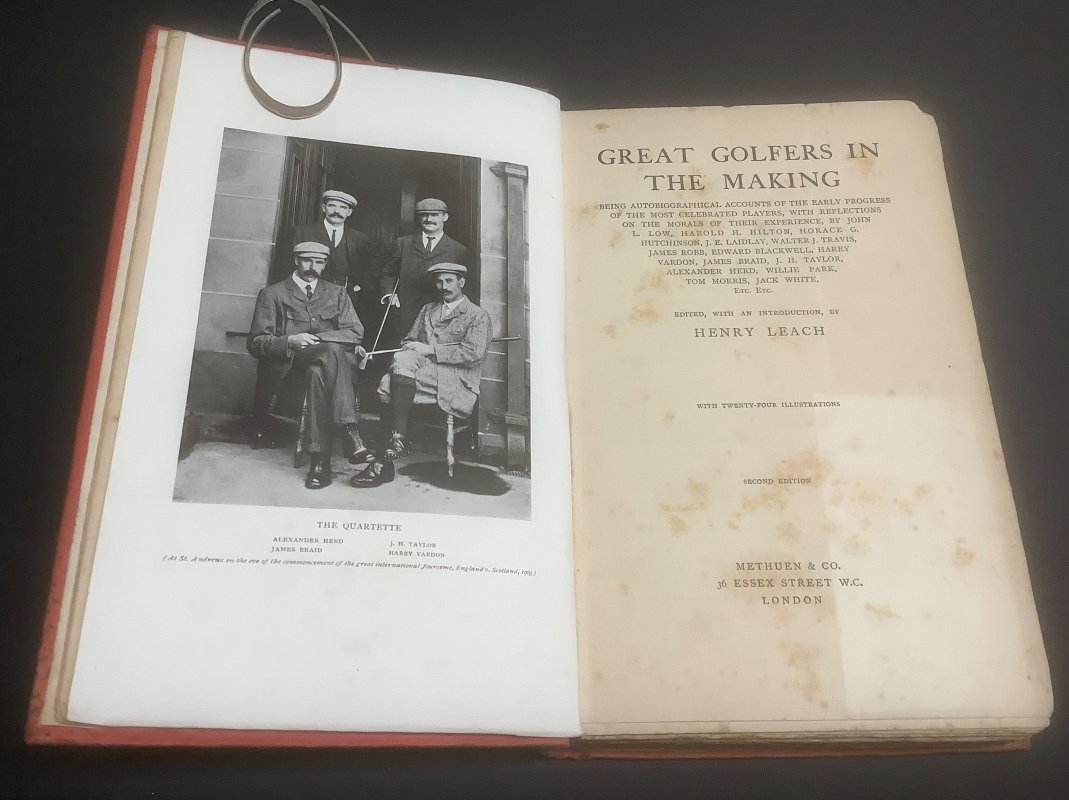 THE QUARTETTE
ALEXANDER HERD J. H. TAYLOR
JAMES BRAID HARRY VARDON
(At St. Andrews on the eve of the commencement of the great international foursome, England v. Scotland, 1905)
GREAT GOLFERS IN
THE MAKING
BEING AUTOBIOGRAPHICAL ACCOUNTS OF THE EARLY PROGRESS
OF THE MOST CELEBRATED PLAYERS, WITH REFLECTIONS
ON THE MORALS OF THEIR EXPERIENCE, BY JOHN
L. LOW, HAROLD H. HILTON, HORACE G.
HUTCHINSON, J. E. LAIDLAY, WALTER J. TRAVIS,
JAMES ROBB, EDWARD BLACKWELL, HARRY
VARDON, JAMES BRAID, J. H. TAYLOR,
ALEXANDER HERD, WILLIE PARK,
TOM MORRIS, JACK WHITE,
ETC. ETC.
EDITED, WITH AN INTRODUCTION, BY
HENRY LEACH
WITH TWENTY-FOUR ILLUSTRATIONS
SECOND EDITION
METHUEN & CO.
36 ESSEX STREET W.C.
LONDON